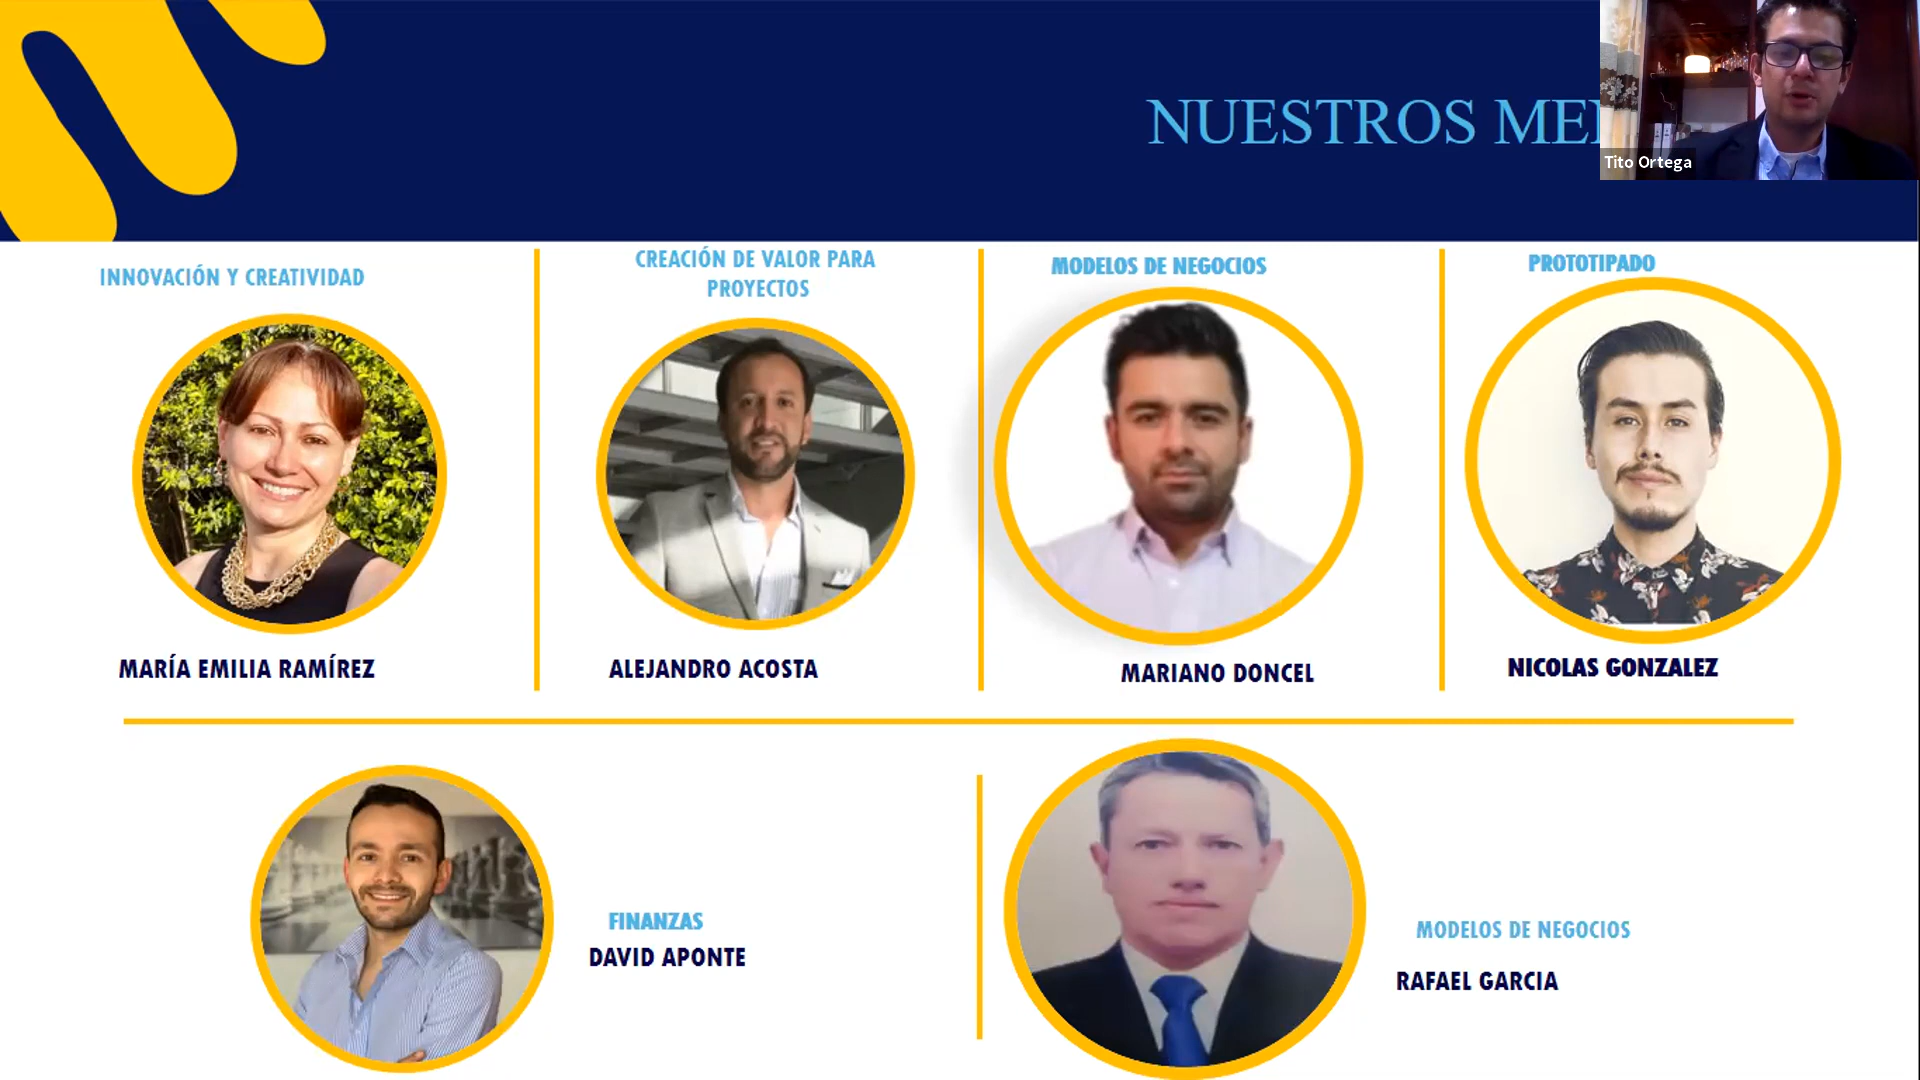 NUESTROS ME
Tito Ortega
INNOVACIÓN Y CREATIVIDAD
CREACIÓN DE VALOR PARA
PROYECTOS
MODELOS DE NEGOCIOS
PROTOTIPADO
MARÍA EMILIA RAMÍREZ
ALEJANDRO ACOSTA
MARIANO DONCEL
NICOLAS GONZALEZ
FINANZAS
DAVID APONTE
MODELOS DE NEGOCIOS
RAFAEL GARCIA